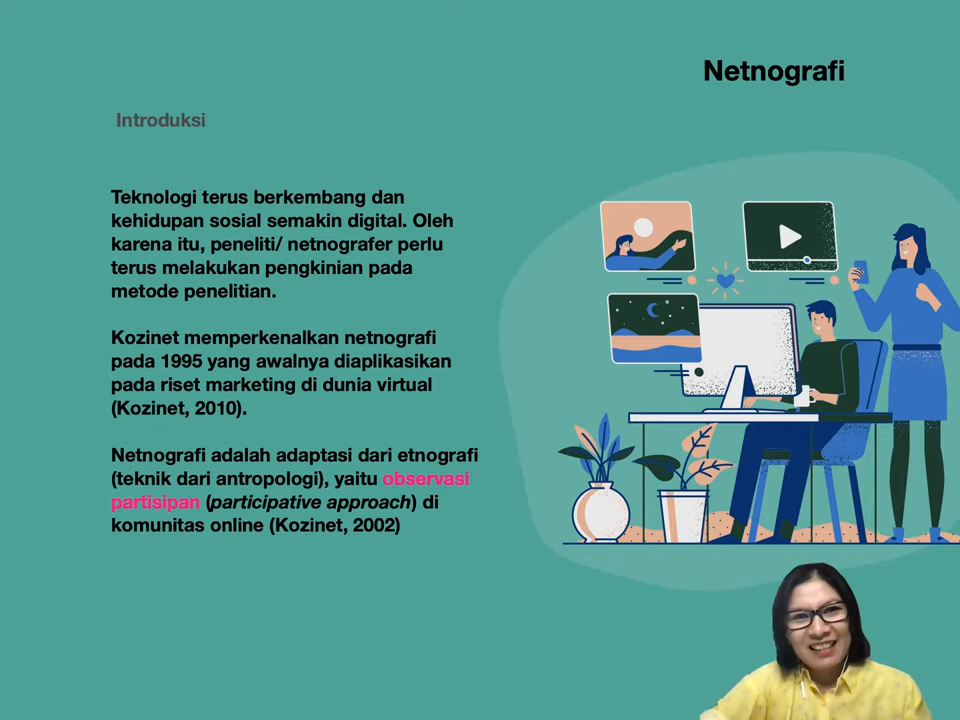 Netnografi
Introduksi
Teknologi terus berkembang dan
kehidupan sosial semakin digital. Oleh
karena itu, peneliti/ netnografer perlu
terus melakukan pengkinian pada
metode penelitian.
Kozinet memperkenalkan netnografi
pada 1995 yang awalnya diaplikasikan
pada riset marketing di dunia virtual
(Kozinet, 2010).
Netnografi adalah adaptasi dari etnografi
(teknik dari antropologi), yaitu observasi
partisipan (participative approach) di
komunitas online (Kozinet, 2002)